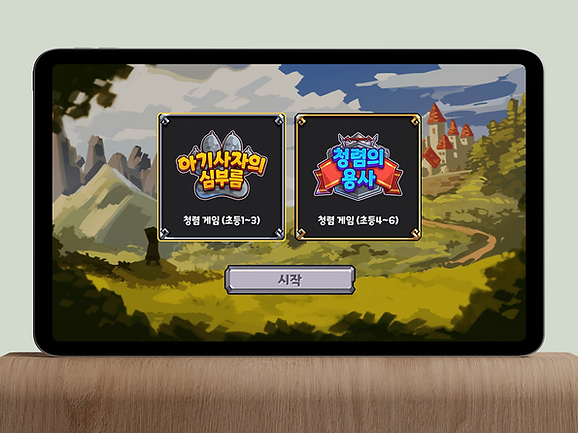 아기사자의
심부름
청렴 게임 (초등1~3)
청렴의
용사
청렴 게임 (초등4~6)
시작